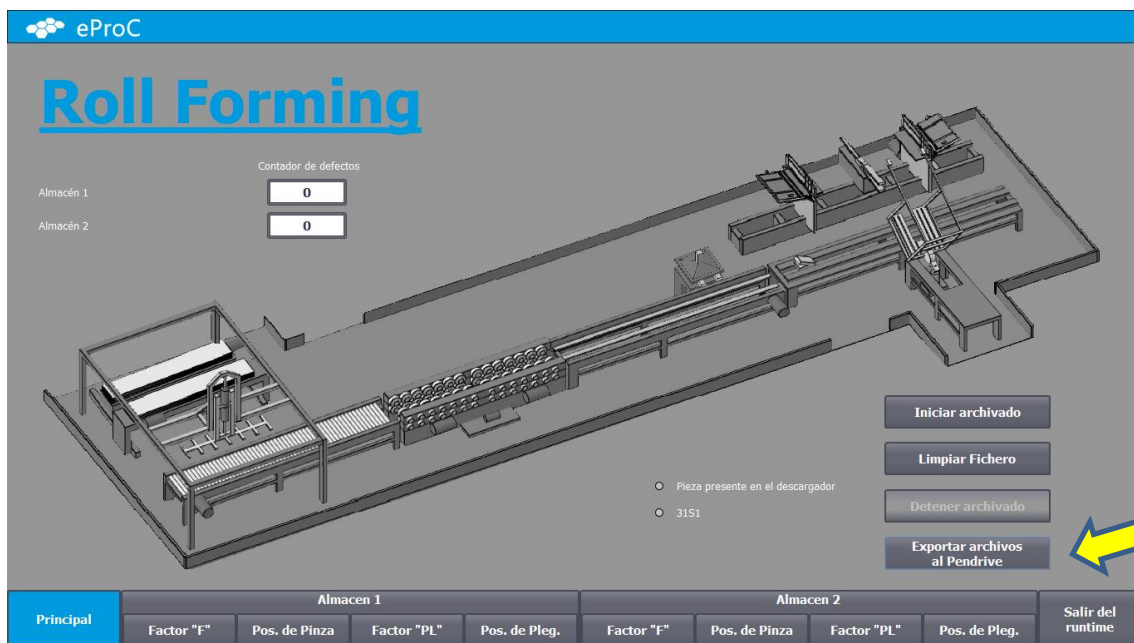 eProC
Roll Forming
Contador de defectos
Almacén 1
0
Almacén 2
0
Iniciar archivado
Limpiar Fichero
Pieza presente en el descargador
Detener archivado
31S1
Exportar archivos
al Pendrive
Principal
Almacen 1
Factor "F"
Pos. de Pinza
Factor "PL"
Pos. de Pleg.
Almacen 2
Factor "F"
Pos. de Pinza
Factor "PL"
Pos. de Pleg.
Salir del
runtime